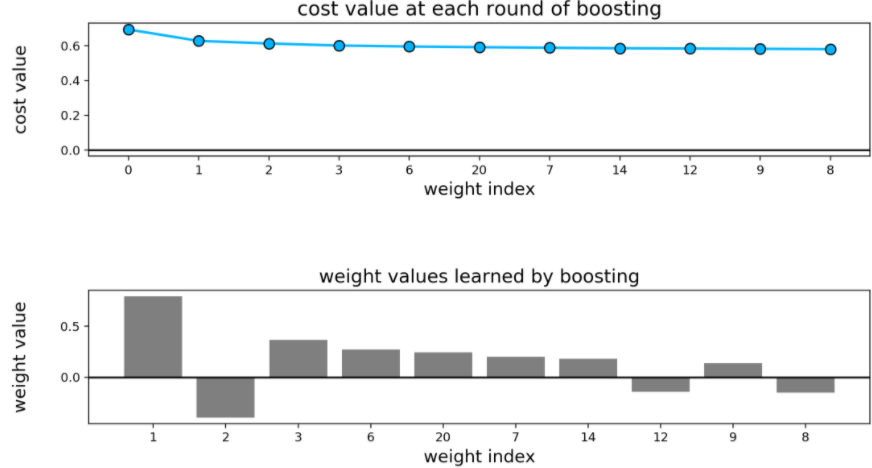 cost value at each round of boosting
cost value
0.6
0.4
0.2
0.0
0 1 2 3 6 20 7 14 12 9 8
weight index
weight values learned by boosting
weight value
0.5
0.0
1 2 3 6 20 7 14 12 9 8
weight index